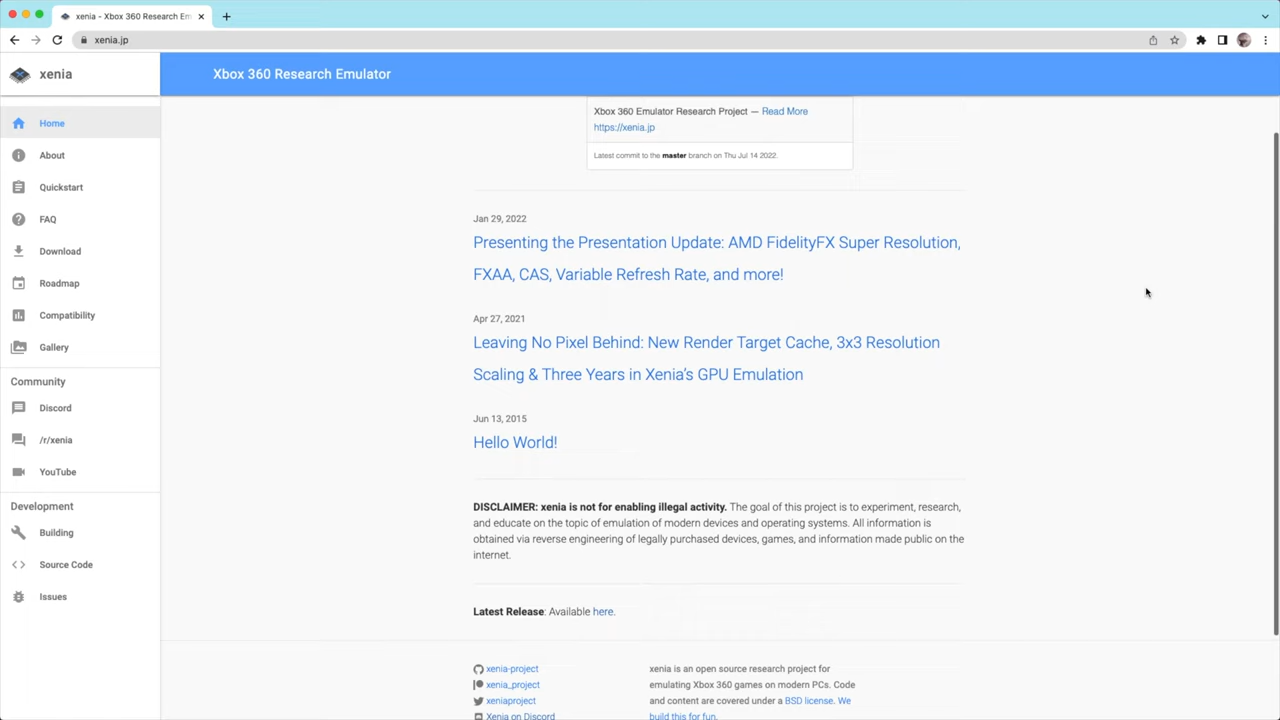 xenia - Xbox 360 Research Em
xenia.jp
xenia
Xbox 360 Research Emulator
Home
About
Quickstart
FAQ
Download
Roadmap
Compatibility
Gallery
Community
Discord
/r/xenia
YouTube
Development
Building
Source Code
Issues
Xbox 360 Emulator Research Project — Read More
https://xenia.jp
Latest commit to the master branch on Thu Jul 14 2022.
Jan 29, 2022
Presenting the Presentation Update: AMD FidelityFX Super Resolution,
FXAA, CAS, Variable Refresh Rate, and more!
Apr 27, 2021
Leaving No Pixel Behind: New Render Target Cache, 3x3 Resolution
Scaling & Three Years in Xenia's GPU Emulation
Jun 13, 2015
Hello World!
DISCLAIMER: xenia is not for enabling illegal activity. The goal of this project is to experiment, research,
and educate on the topic of emulation of modern devices and operating systems. All information is
obtained via reverse engineering of legally purchased devices, games, and information made public on the
internet.
Latest Release: Available here.
xenia-project
xenia_project
xeniaproject
Xenia on Discord
xenia is an open source research project for
emulating Xbox 360 games on modern PCs. Code
and content are covered under a BSD license. We
build this for fun.